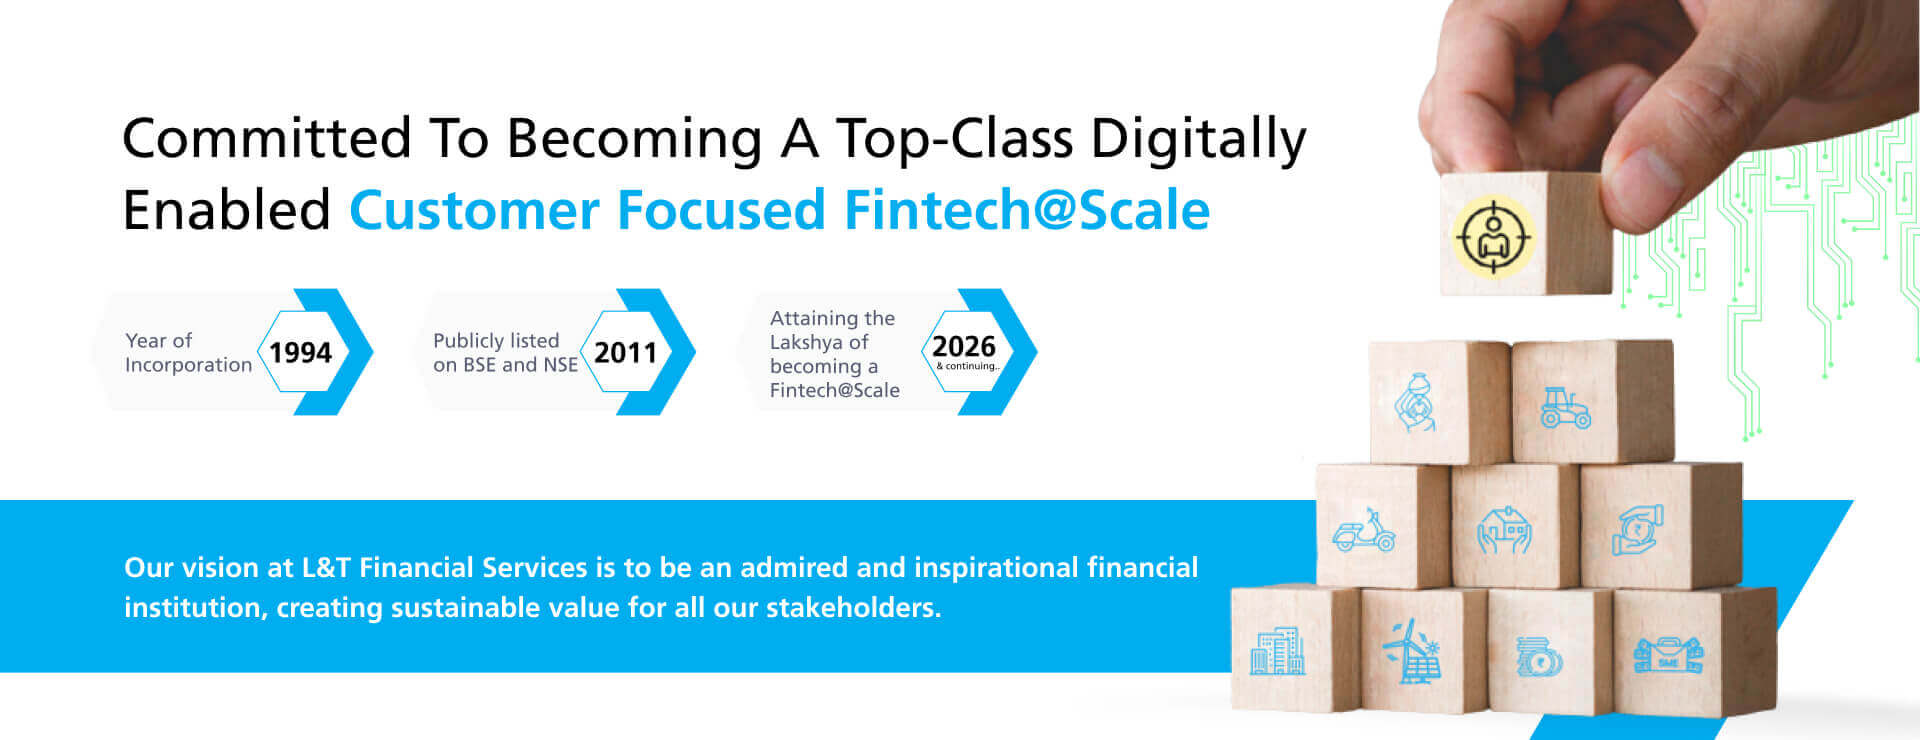 Committed To Becoming A Top-Class Digitally
Enabled Customer Focused Fintech@Scale
Year of
Incorporation
1994
Publicly listed
on BSE and NSE
2011
Attaining the
Lakshya of
becoming a
Fintech@Scale
2026
& continuing..
Our vision at L&T Financial Services is to be an admired and inspirational financial
institution, creating sustainable value for all our stakeholders.
₹
₹
SME